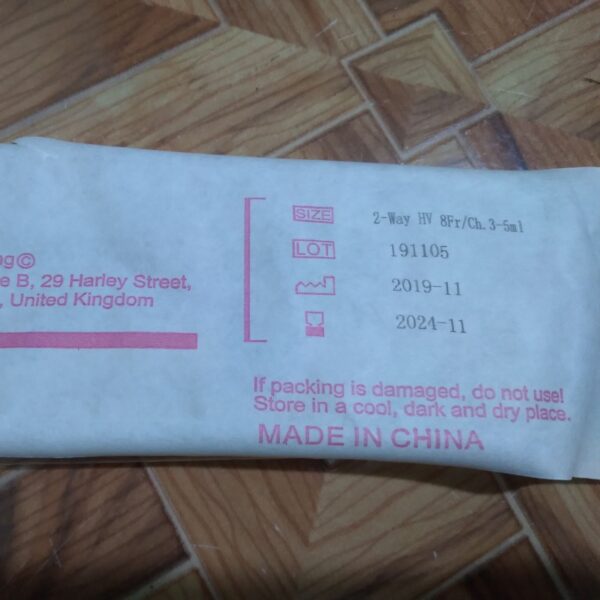 g©
e B, 29 Harley Street,
, United Kingdom
SIZE 2-Way HV 8Fr/Ch.3-5ml
LOT 191105
2019-11
2024-11
If packing is damaged, do not use!
Store in a cool, dark and dry place.
MADE IN CHINA